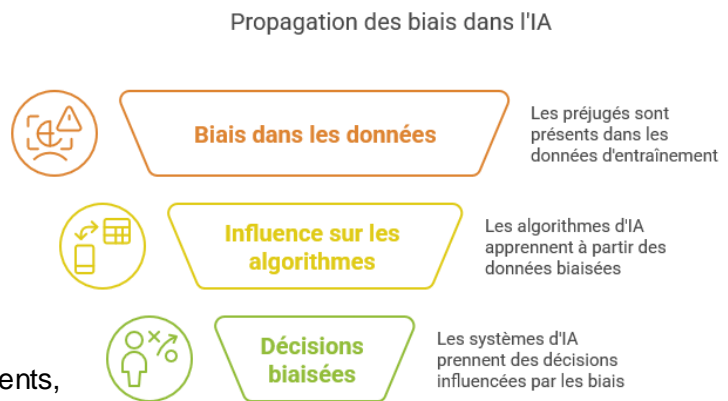 Propagation des biais dans l'IA
Biais dans les données
Les préjugés sont
présents dans les
données d'entraînement
Influence sur les
algorithmes
Les algorithmes d'IA
apprennent à partir des
données biaisées
Décisions
biaisées
Les systèmes d'IA
prennent des décisions
influencées par les biais